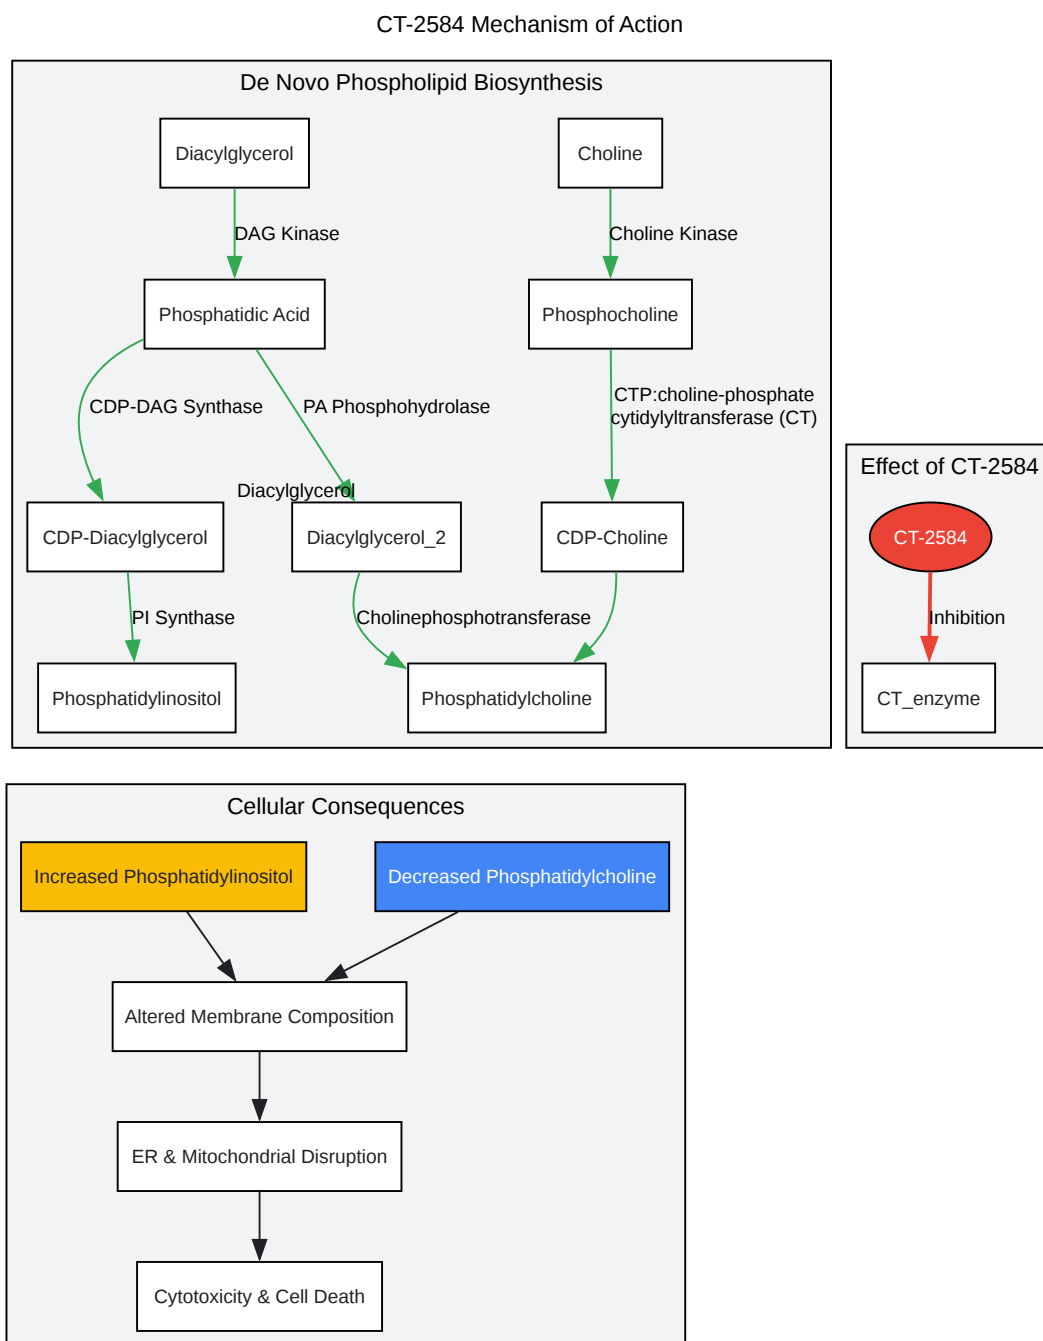 CT-2584 Mechanism of Action
De Novo Phospholipid Biosynthesis
Diacylglycerol
Choline
DAG Kinase
Choline Kinase
Phosphatidic Acid
Phosphocholine
CDP-DAG Synthase
PA Phosphohydrolase
CTP:choline-phosphate
cytidylyltransferase (CT)
Diacylglycerol
CDP-Diacylglycerol
Diacylglycerol_2
CDP-Choline
PI Synthase
Cholinephosphotransferase
Phosphatidylinositol
Phosphatidylcholine
Effect of CT-2584
CT-2584
Inhibition
CT_enzyme
Cellular Consequences
Increased Phosphatidylinositol
Decreased Phosphatidylcholine
Altered Membrane Composition
ER & Mitochondrial Disruption
Cytotoxicity & Cell Death